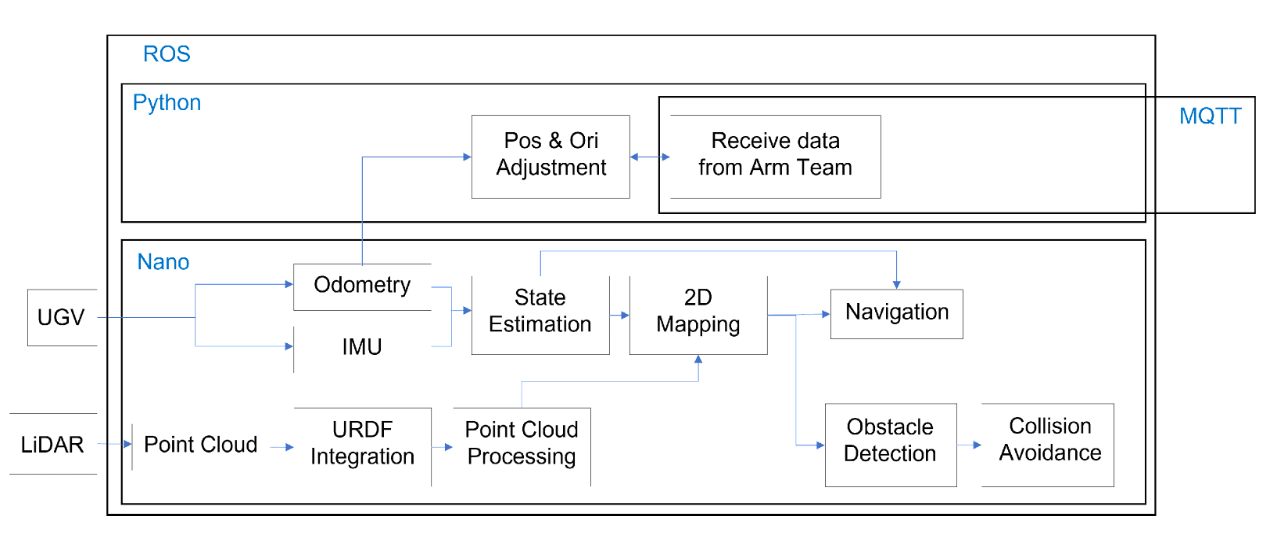 ROS
Python
MQTT
Pos & Ori
Adjustment
Receive data
from Arm Team
Nano
Odometry
State
Estimation
2D
Mapping
Navigation
UGV
IMU
LiDAR
Point Cloud
URDF
Integration
Point Cloud
Processing
Obstacle
Detection
Collision
Avoidance